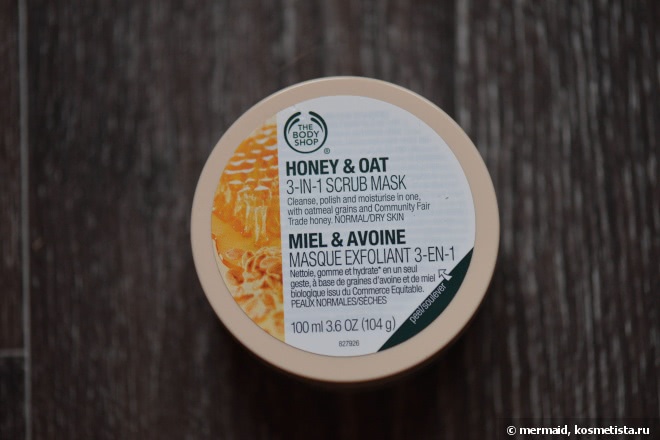 THE
BODY
SHOP
®
HONEY & OAT
3-IN-1 SCRUB MASK
Cleanse, polish and moisturise in one,
with oatmeal grains and Community Fair
Trade honey. NORMAL/DRY SKIN
MIEL & AVOINE
MASQUE EXFOLIANT 3-EN-1
Nettoie, gomme et hydrate* en un seul
geste, à base de graines d'avoine et de miel
biologique issu du Commerce Equitable.
PEAUX NORMALES/SÈCHES
100 ml 3.6 OZ (104 g)
827926
peel/soulever
© mermaid, kosmetista.ru